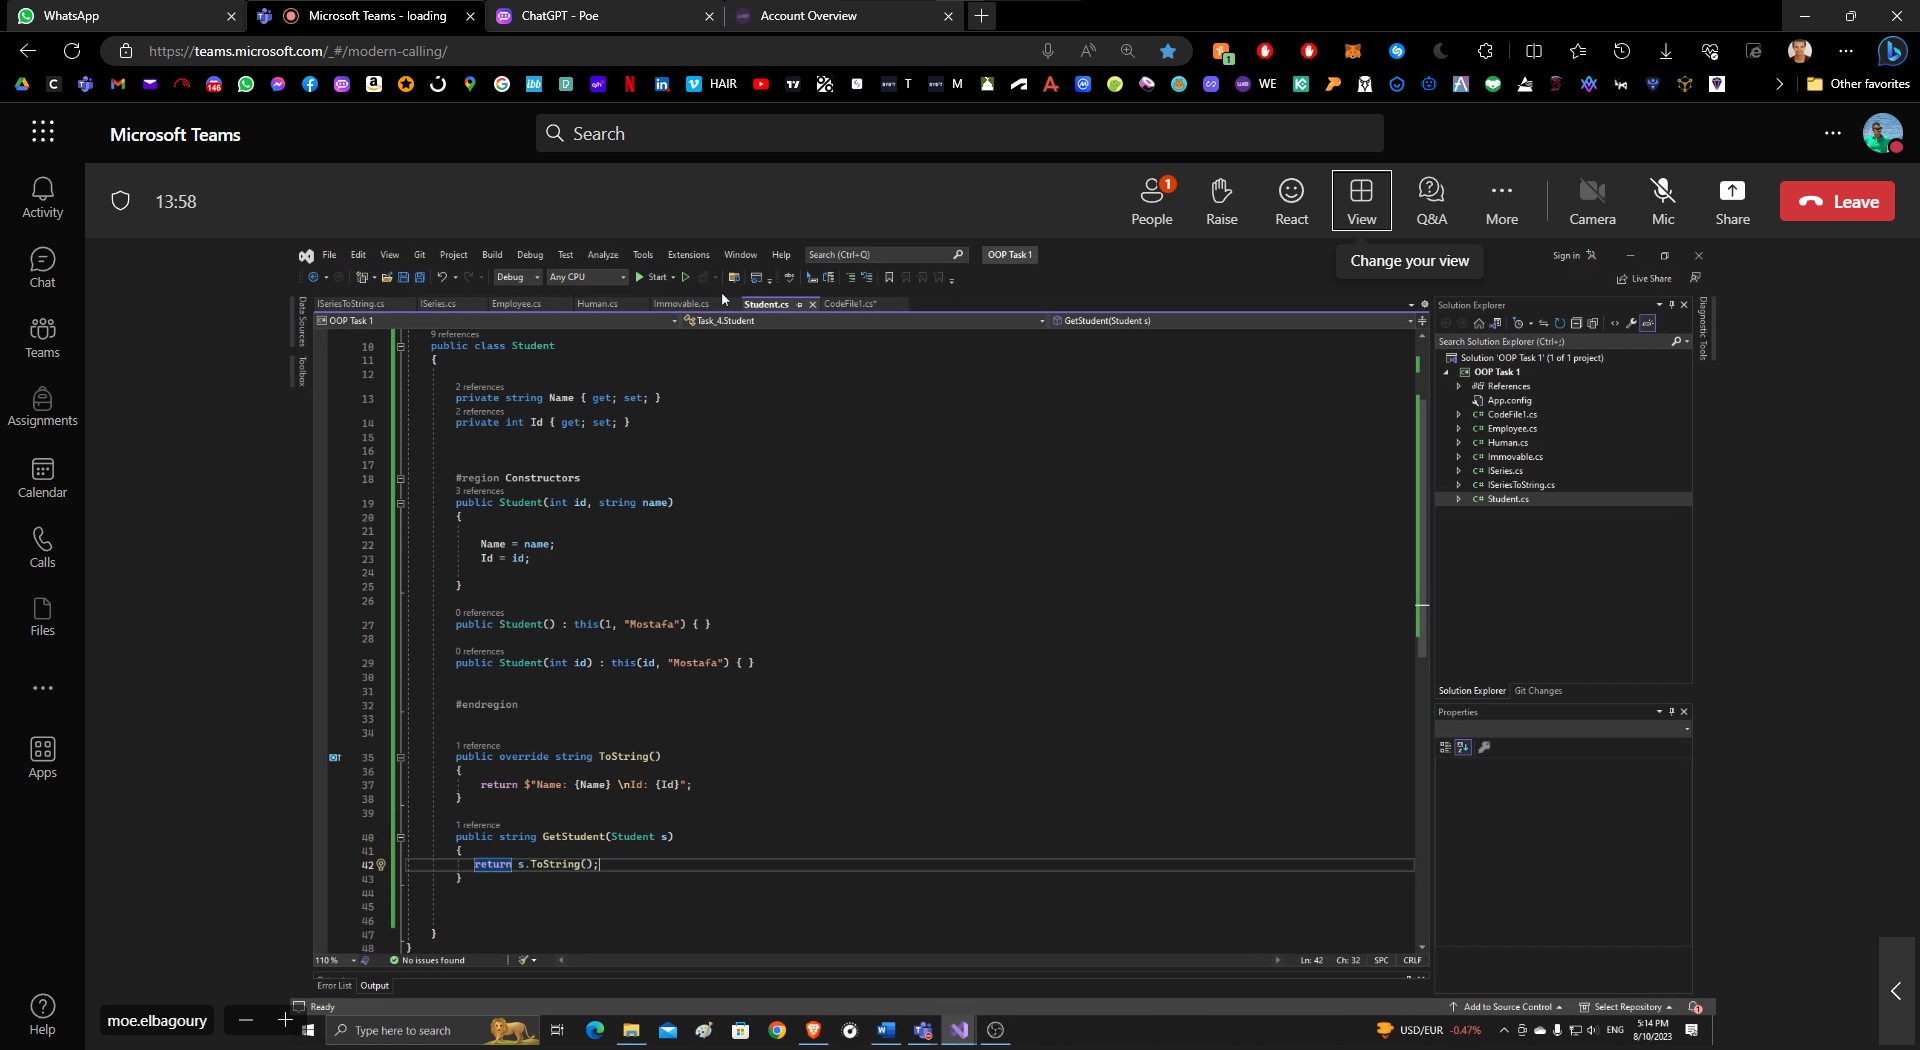 WhatsApp
Microsoft Teams - loading
ChatGPT - Poe
Account Overview
https://teams.microsoft.com/_#/modern-calling/
1
146
HAIR
T
M
WE
Other favorites
Microsoft Teams
Search
13:58
1
People
Raise
React
View
Q&A
More
Camera
Mic
Share
Leave
Change your view
Activity
Chat
Teams
Assignments
Calendar
Calls
Files
Apps
Help
File Edit View Git Project Build Debug Test Analyze Tools Extensions Window Help Search (Ctrl+Q) OOP Task 1 Sign in
Debug Any CPU Start Live Share
Data Sources
Toolbox
ISeriesToString.cs ISeries.cs Employee.cs Human.cs Immovable.cs Student.cs CodeFile1.cs*
OOP Task 1 Task_4.Student GetStudent(Student s)
9 references
10 public class Student
11 {
12
2 references
13 private string Name { get; set; }
2 references
14 private int Id { get; set; }
15
16
17
18 #region Constructors
3 references
19 public Student(int id, string name)
20 {
21
22 Name = name;
23 Id = id;
24
25 }
26
0 references
27 public Student() : this(1, "Mostafa") { }
28
0 references
29 public Student(int id) : this(id, "Mostafa") { }
30
31
32 #endregion
33
34
1 reference
35 public override string ToString()
36 {
37 return $"Name: {Name} \nId: {Id}";
38 }
39
1 reference
40 public string GetStudent(Student s)
41 {
42 return s.ToString();
43 }
44
45
46
47 }
48 }
110 % No issues found Ln: 42 Ch: 32 SPC CRLF
Error List Output
Ready Add to Source Control Select Repository 1
Solution Explorer
Search Solution Explorer (Ctrl+;)
Solution 'OOP Task 1' (1 of 1 project)
OOP Task 1
References
App.config
C# CodeFile1.cs
C# Employee.cs
C# Human.cs
C# Immovable.cs
C# ISeries.cs
C# ISeriesToString.cs
C# Student.cs
Solution Explorer Git Changes
Properties
Diagnostic Tools
moe.elbagoury
Type here to search
USD/EUR -0.47% ENG
5:14 PM
8/10/2023